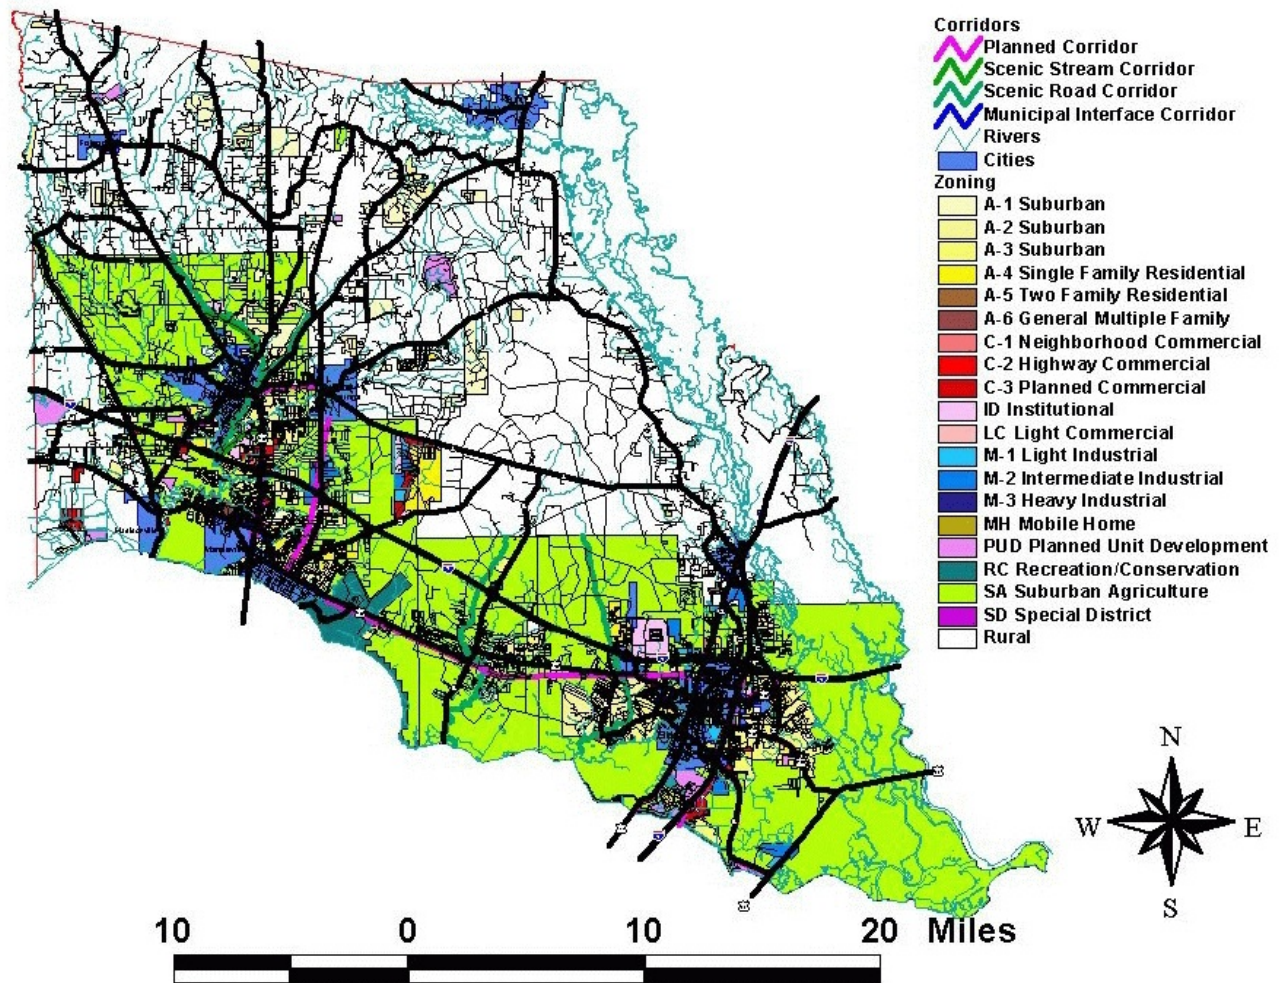 Corridors
Planned Corridor
Scenic Stream Corridor
Scenic Road Corridor
Municipal Interface Corridor
Rivers
Cities
Zoning
A-1 Suburban
A-2 Suburban
A-3 Suburban
A-4 Single Family Residential
A-5 Two Family Residential
A-6 General Multiple Family
C-1 Neighborhood Commercial
C-2 Highway Commercial
C-3 Planned Commercial
ID Institutional
LC Light Commercial
M-1 Light Industrial
M-2 Intermediate Industrial
M-3 Heavy Industrial
MH Mobile Home
PUD Planned Unit Development
RC Recreation/Conservation
SA Suburban Agriculture
SD Special District
Rural
N
W E
S
10 0 10 20 Miles